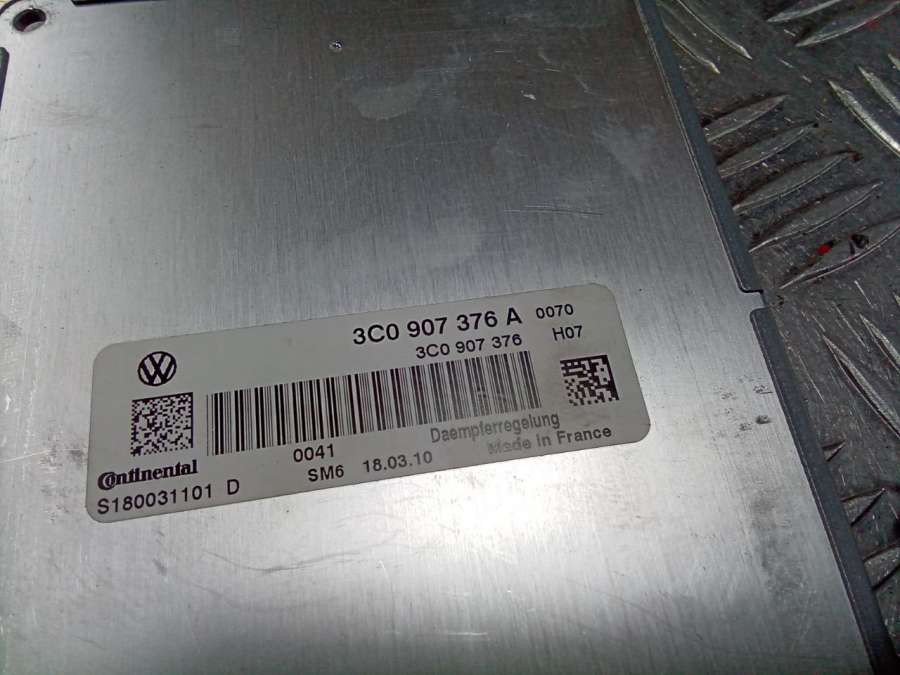 3C0 907 376 A 0070
3C0 907 376 H07
0041
Daempferregelung
Continental SM6 18.03.10 Made in France
S180031101 D